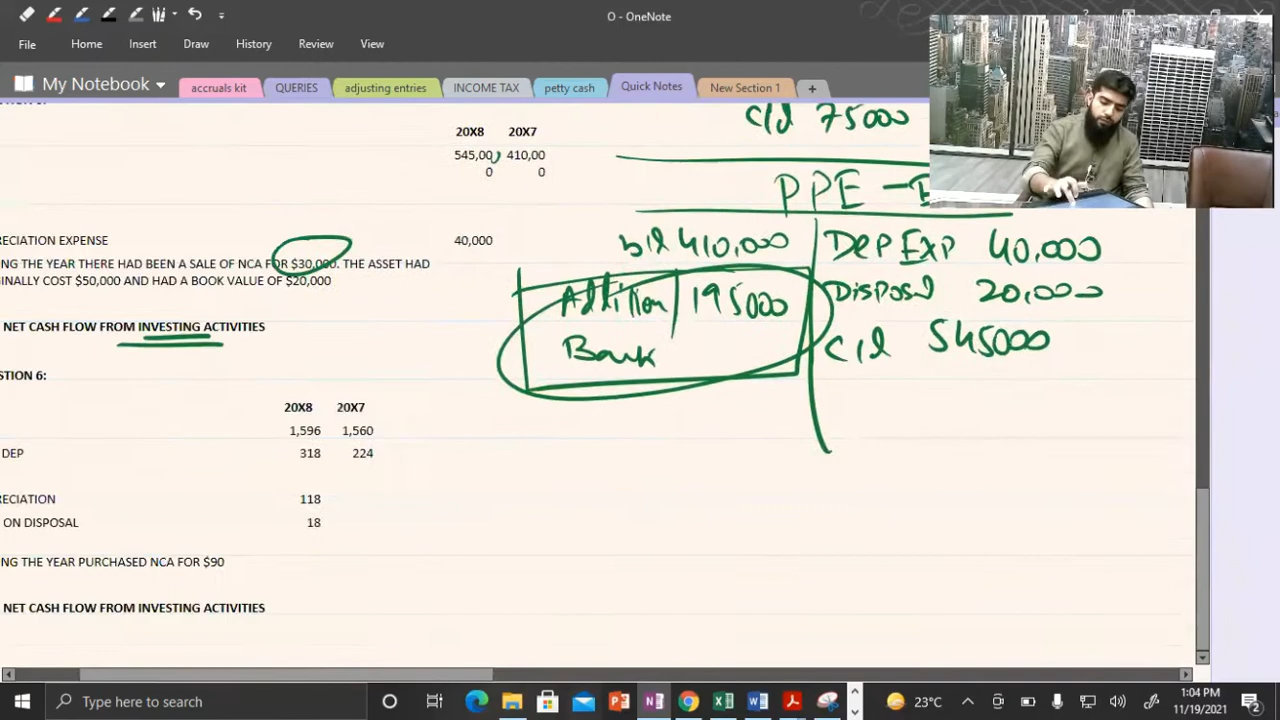 O - OneNote
File Home Insert Draw History Review View
My Notebook
accruals kit QUERIES adjusting entries INCOMETAX petty cash Quick Notes New Section 1 +
c/d 75000
20X8 20X7
545,00 410,00
0 0
PPE -
RECIATION EXPENSE 40,000
b/d 410,000 Dep Exp 40,000
ING THE YEAR THERE HAD BEEN A SALE OF NCA FOR $30,000. THE ASSET HAD
INALLY COST $50,000 AND HAD A BOOK VALUE OF $20,000
Addition 195000 Disposal 20,000
NET CASH FLOW FROM INVESTING ACTIVITIES
Bank c/d 545000
STION 6:
20X8 20X7
1,596 1,560
DEP 318 224
RECIATION 118
ON DISPOSAL 18
ING THE YEAR PURCHASED NCA FOR $90
NET CASH FLOW FROM INVESTING ACTIVITIES
Type here to search
23°C
1:04 PM
11/19/2021
2